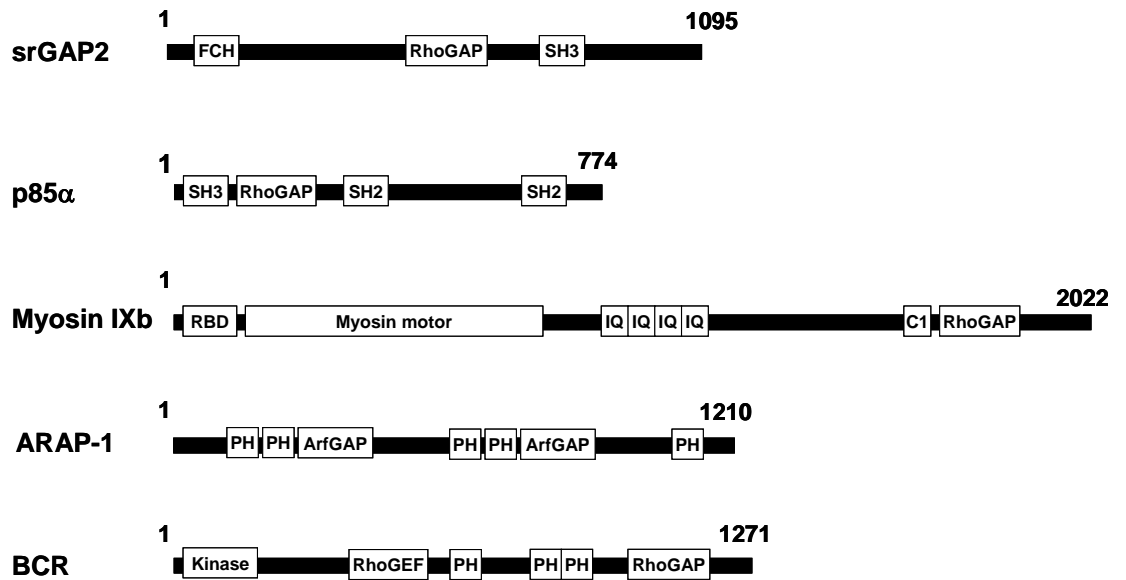 1 1095
srGAP2 FCH RhoGAP SH3
1 774
p85α SH3 RhoGAP SH2 SH2
1 2022
Myosin IXb RBD Myosin motor IQ IQ IQ IQ C1 RhoGAP
1 1210
ARAP-1 PH PH ArfGAP PH PH ArfGAP PH
1 1271
BCR Kinase RhoGEF PH PH PH RhoGAP